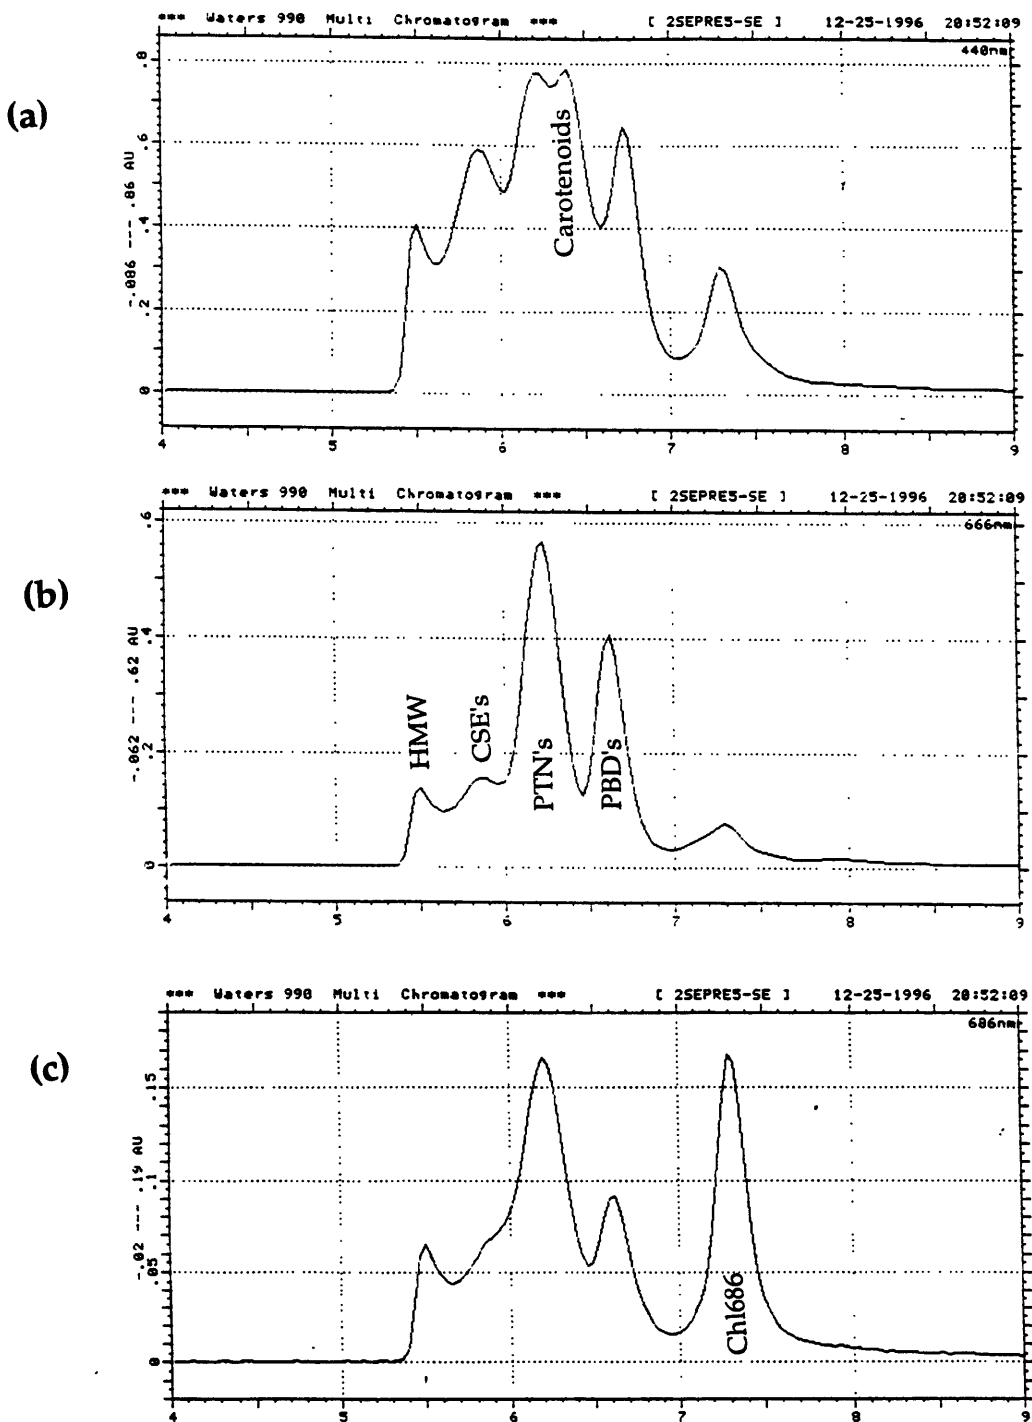 *** Waters 990 Multi Chromatogram *** [ 2SEPRE5-SE ] 12-25-1996 20:52:09
440nm
(a)
-.086 --- .86 AU
.8
.6
.4
.2
0
Carotenoids
4 5 6 7 8 9
*** Waters 990 Multi Chromatogram *** [ 2SEPRE5-SE ] 12-25-1996 20:52:09
666nm
(b)
-.062 --- .62 AU
.6
.4
.2
0
HMW
CSE's
PTN's
PBD's
4 5 6 7 8 9
*** Waters 990 Multi Chromatogram *** [ 2SEPRE5-SE ] 12-25-1996 20:52:09
686nm
(c)
-.02 --- .19 AU
.15
.1
.05
0
Chl686
4 5 6 7 8 9